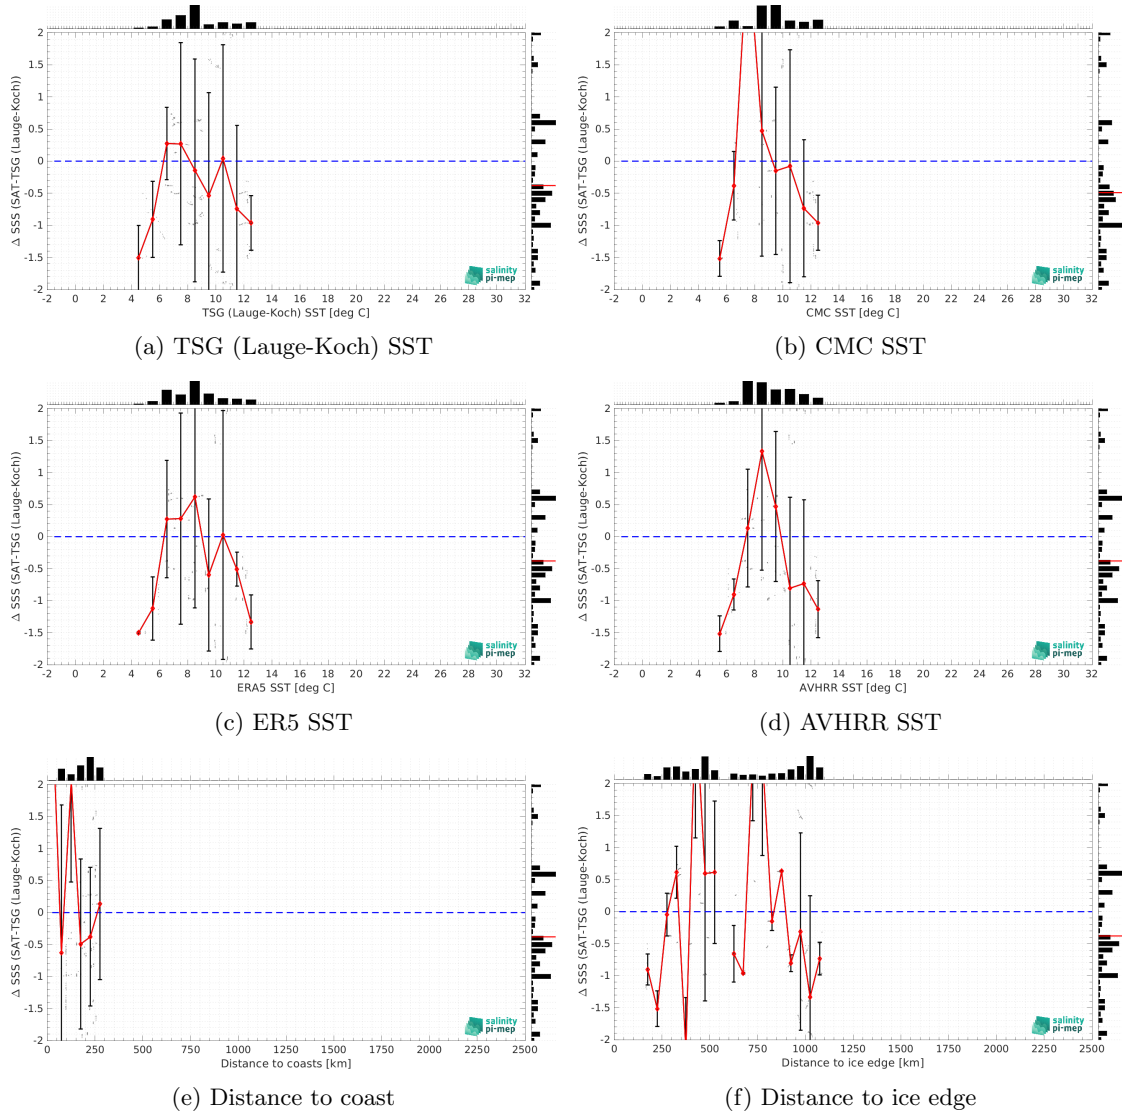 2
1.5
1
0.5
0
-0.5
-1
-1.5
-2
Δ SSS (SAT-TSG (Lauge-Koch))
salinity
pi-mep
-2 0 2 4 6 8 10 12 14 16 18 20 22 24 26 28 30 32
TSG (Lauge-Koch) SST [deg C]
(a) TSG (Lauge-Koch) SST
2
1.5
1
0.5
0
-0.5
-1
-1.5
-2
Δ SSS (SAT-TSG (Lauge-Koch))
salinity
pi-mep
-2 0 2 4 6 8 10 12 14 16 18 20 22 24 26 28 30 32
CMC SST [deg C]
(b) CMC SST
2
1.5
1
0.5
0
-0.5
-1
-1.5
-2
Δ SSS (SAT-TSG (Lauge-Koch))
salinity
pi-mep
-2 0 2 4 6 8 10 12 14 16 18 20 22 24 26 28 30 32
ERA5 SST [deg C]
(c) ER5 SST
2
1.5
1
0.5
0
-0.5
-1
-1.5
-2
Δ SSS (SAT-TSG (Lauge-Koch))
salinity
pi-mep
-2 0 2 4 6 8 10 12 14 16 18 20 22 24 26 28 30 32
AVHRR SST [deg C]
(d) AVHRR SST
2
1.5
1
0.5
0
-0.5
-1
-1.5
-2
Δ SSS (SAT-TSG (Lauge-Koch))
salinity
pi-mep
0 250 500 750 1000 1250 1500 1750 2000 2250 2500
Distance to coasts [km]
(e) Distance to coast
2
1.5
1
0.5
0
-0.5
-1
-1.5
-2
Δ SSS (SAT-TSG (Lauge-Koch))
salinity
pi-mep
0 250 500 750 1000 1250 1500 1750 2000 2250 2500
Distance to ice edge [km]
(f) Distance to ice edge